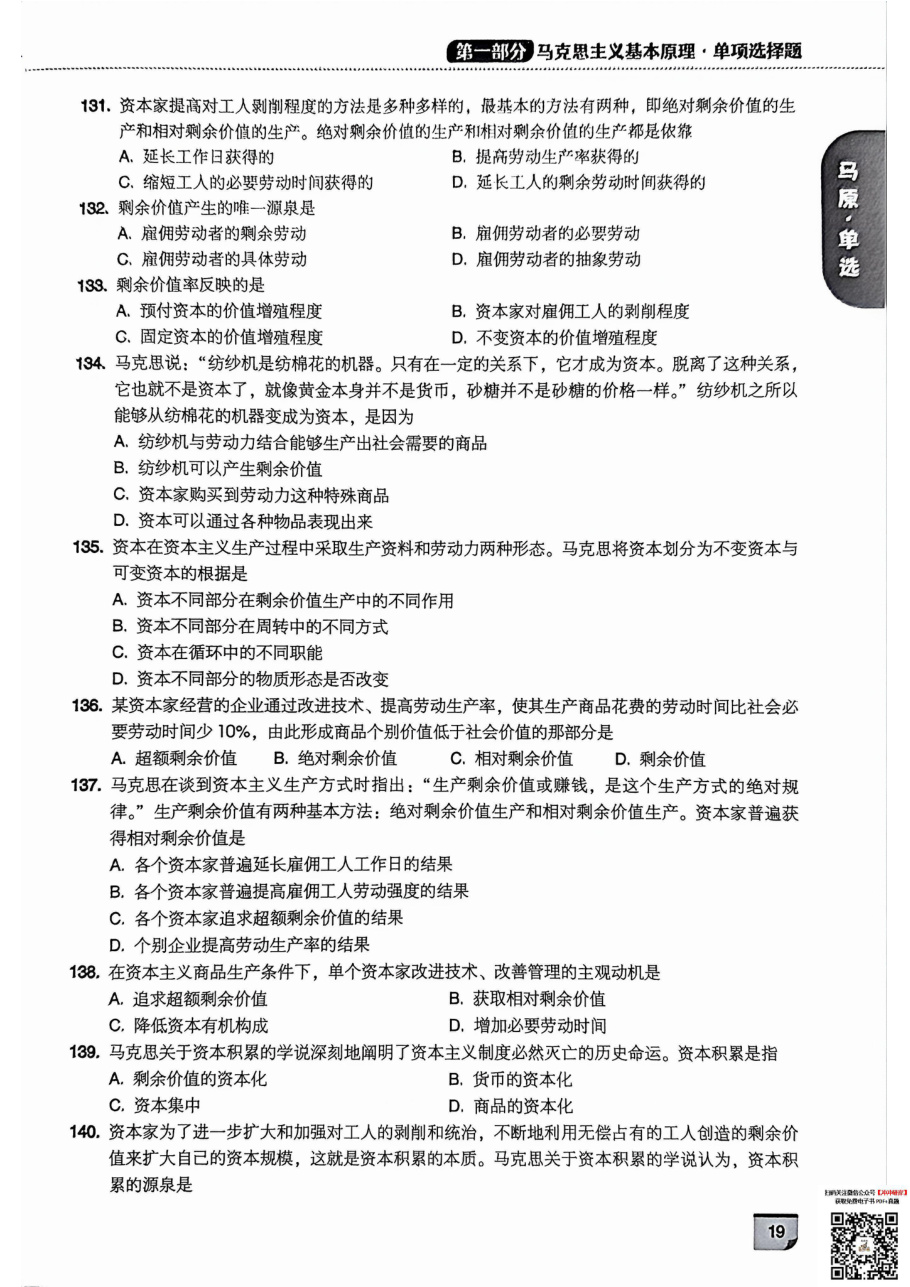 第一部分 马克思主义基本原理·单项选择题
131. 资本家提高对工人剥削程度的方法是多种多样的，最基本的方法有两种，即绝对剩余价值的生
产和相对剩余价值的生产。绝对剩余价值的生产和相对剩余价值的生产都是依靠
A. 延长工作日获得的 B. 提高劳动生产率获得的
C. 缩短工人的必要劳动时间获得的 D. 延长工人的剩余劳动时间获得的
132. 剩余价值产生的唯一源泉是
A. 雇佣劳动者的剩余劳动 B. 雇佣劳动者的必要劳动
C. 雇佣劳动者的具体劳动 D. 雇佣劳动者的抽象劳动
133. 剩余价值率反映的是
A. 预付资本的价值增殖程度 B. 资本家对雇佣工人的剥削程度
C. 固定资本的价值增殖程度 D. 不变资本的价值增殖程度
134. 马克思说：“纺纱机是纺棉花的机器。只有在一定的关系下，它才成为资本。脱离了这种关系，
它也就不是资本了，就像黄金本身并不是货币，砂糖并不是砂糖的价格一样。” 纺纱机之所以
能够从纺棉花的机器变成为资本，是因为
A. 纺纱机与劳动力结合能够生产出社会需要的商品
B. 纺纱机可以产生剩余价值
C. 资本家购买到劳动力这种特殊商品
D. 资本可以通过各种物品表现出来
135. 资本在资本主义生产过程中采取生产资料和劳动力两种形态。马克思将资本划分为不变资本与
可变资本的根据是
A. 资本不同部分在剩余价值生产中的不同作用
B. 资本不同部分在周转中的不同方式
C. 资本在循环中的不同职能
D. 资本不同部分的物质形态是否改变
136. 某资本家经营的企业通过改进技术、提高劳动生产率，使其生产商品花费的劳动时间比社会必
要劳动时间少 10%，由此形成商品个别价值低于社会价值的那部分是
A. 超额剩余价值 B. 绝对剩余价值 C. 相对剩余价值 D. 剩余价值
137. 马克思在谈到资本主义生产方式时指出：“生产剩余价值或赚钱，是这个生产方式的绝对规
律。” 生产剩余价值有两种基本方法：绝对剩余价值生产和相对剩余价值生产。资本家普遍获
得相对剩余价值是
A. 各个资本家普遍延长雇佣工人工作日的结果
B. 各个资本家普遍提高雇佣工人劳动强度的结果
C. 各个资本家追求超额剩余价值的结果
D. 个别企业提高劳动生产率的结果
138. 在资本主义商品生产条件下，单个资本家改进技术、改善管理的主观动机是
A. 追求超额剩余价值 B. 获取相对剩余价值
C. 降低资本有机构成 D. 增加必要劳动时间
139. 马克思关于资本积累的学说深刻地阐明了资本主义制度必然灭亡的历史命运。资本积累是指
A. 剩余价值的资本化 B. 货币的资本化
C. 资本集中 D. 商品的资本化
140. 资本家为了进一步扩大和加强对工人的剥削和统治，不断地利用无偿占有的工人创造的剩余价
值来扩大自己的资本规模，这就是资本积累的本质。马克思关于资本积累的学说认为，资本积
累的源泉是
马原·单选
扫码关注微信公众号【冲冲研资】
获取免费电子书PDF+真题
19